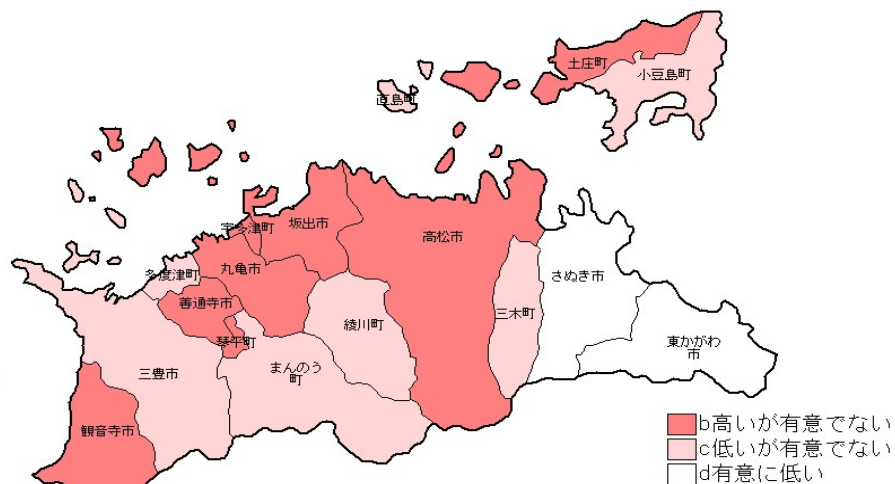 土庄町
小豆島町
直島町
宇多津町
坂出市
高松市
丸亀市
多度津町
さぬき市
善通寺市
三木町
綾川町
琴平町
東かがわ
市
まんのう
町
三豊市
観音寺市
b高いが有意でない
c低いが有意でない
d有意に低い